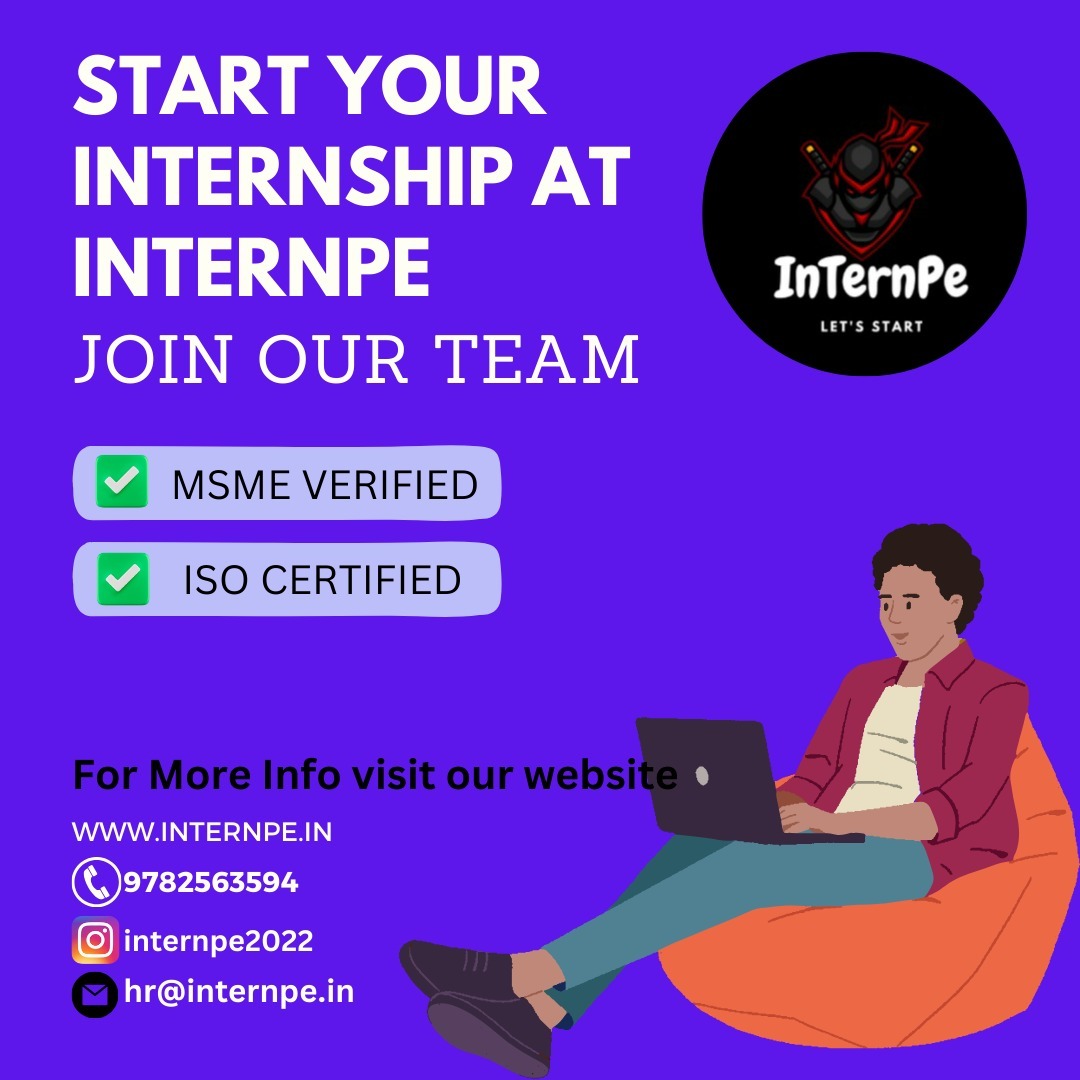 START YOUR
INTERNSHIP AT
INTERNPE
JOIN OUR TEAM
InTernPe
LET'S START
MSME VERIFIED
ISO CERTIFIED
For More Info visit our website
WWW.INTERNPE.IN
9782563594
internpe2022
hr@internpe.in